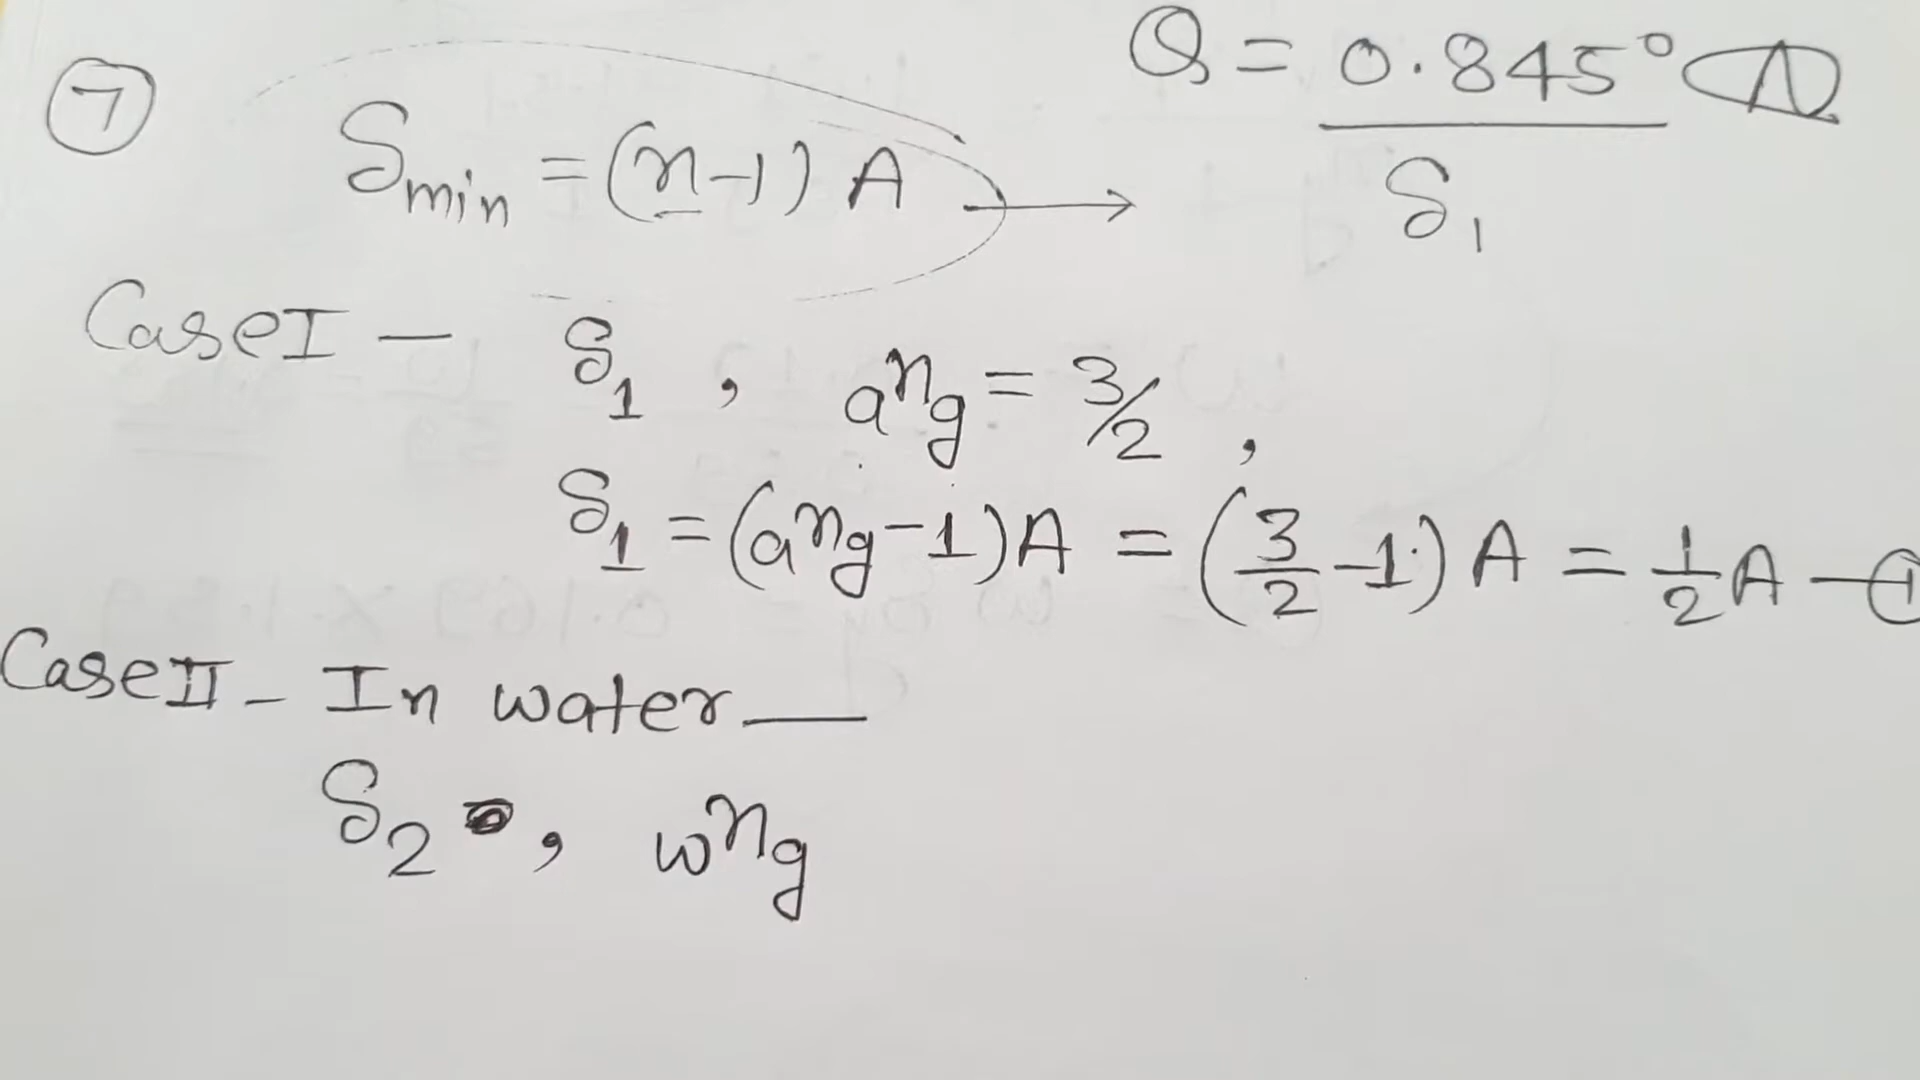 θ = 0.845°
⑦ δmin = (n-1) A → δ1
Case I - δ1 , ang = 3/2 ,
δ1 = (ang - 1) A = (3/2 - 1) A = 1/2 A - ①
Case II - In water —
δ2 , wng